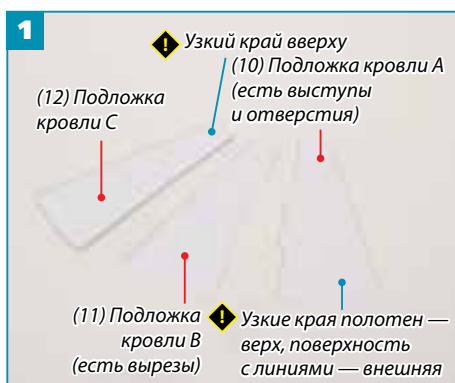 1
Узкий край вверху
(10) Подложка кровли А
(есть выступы
и отверстия)
(12) Подложка
кровли С
(11) Подложка
кровли В
(есть вырезы)
Узкие края полотен —
верх, поверхность
с линиями — внешняя